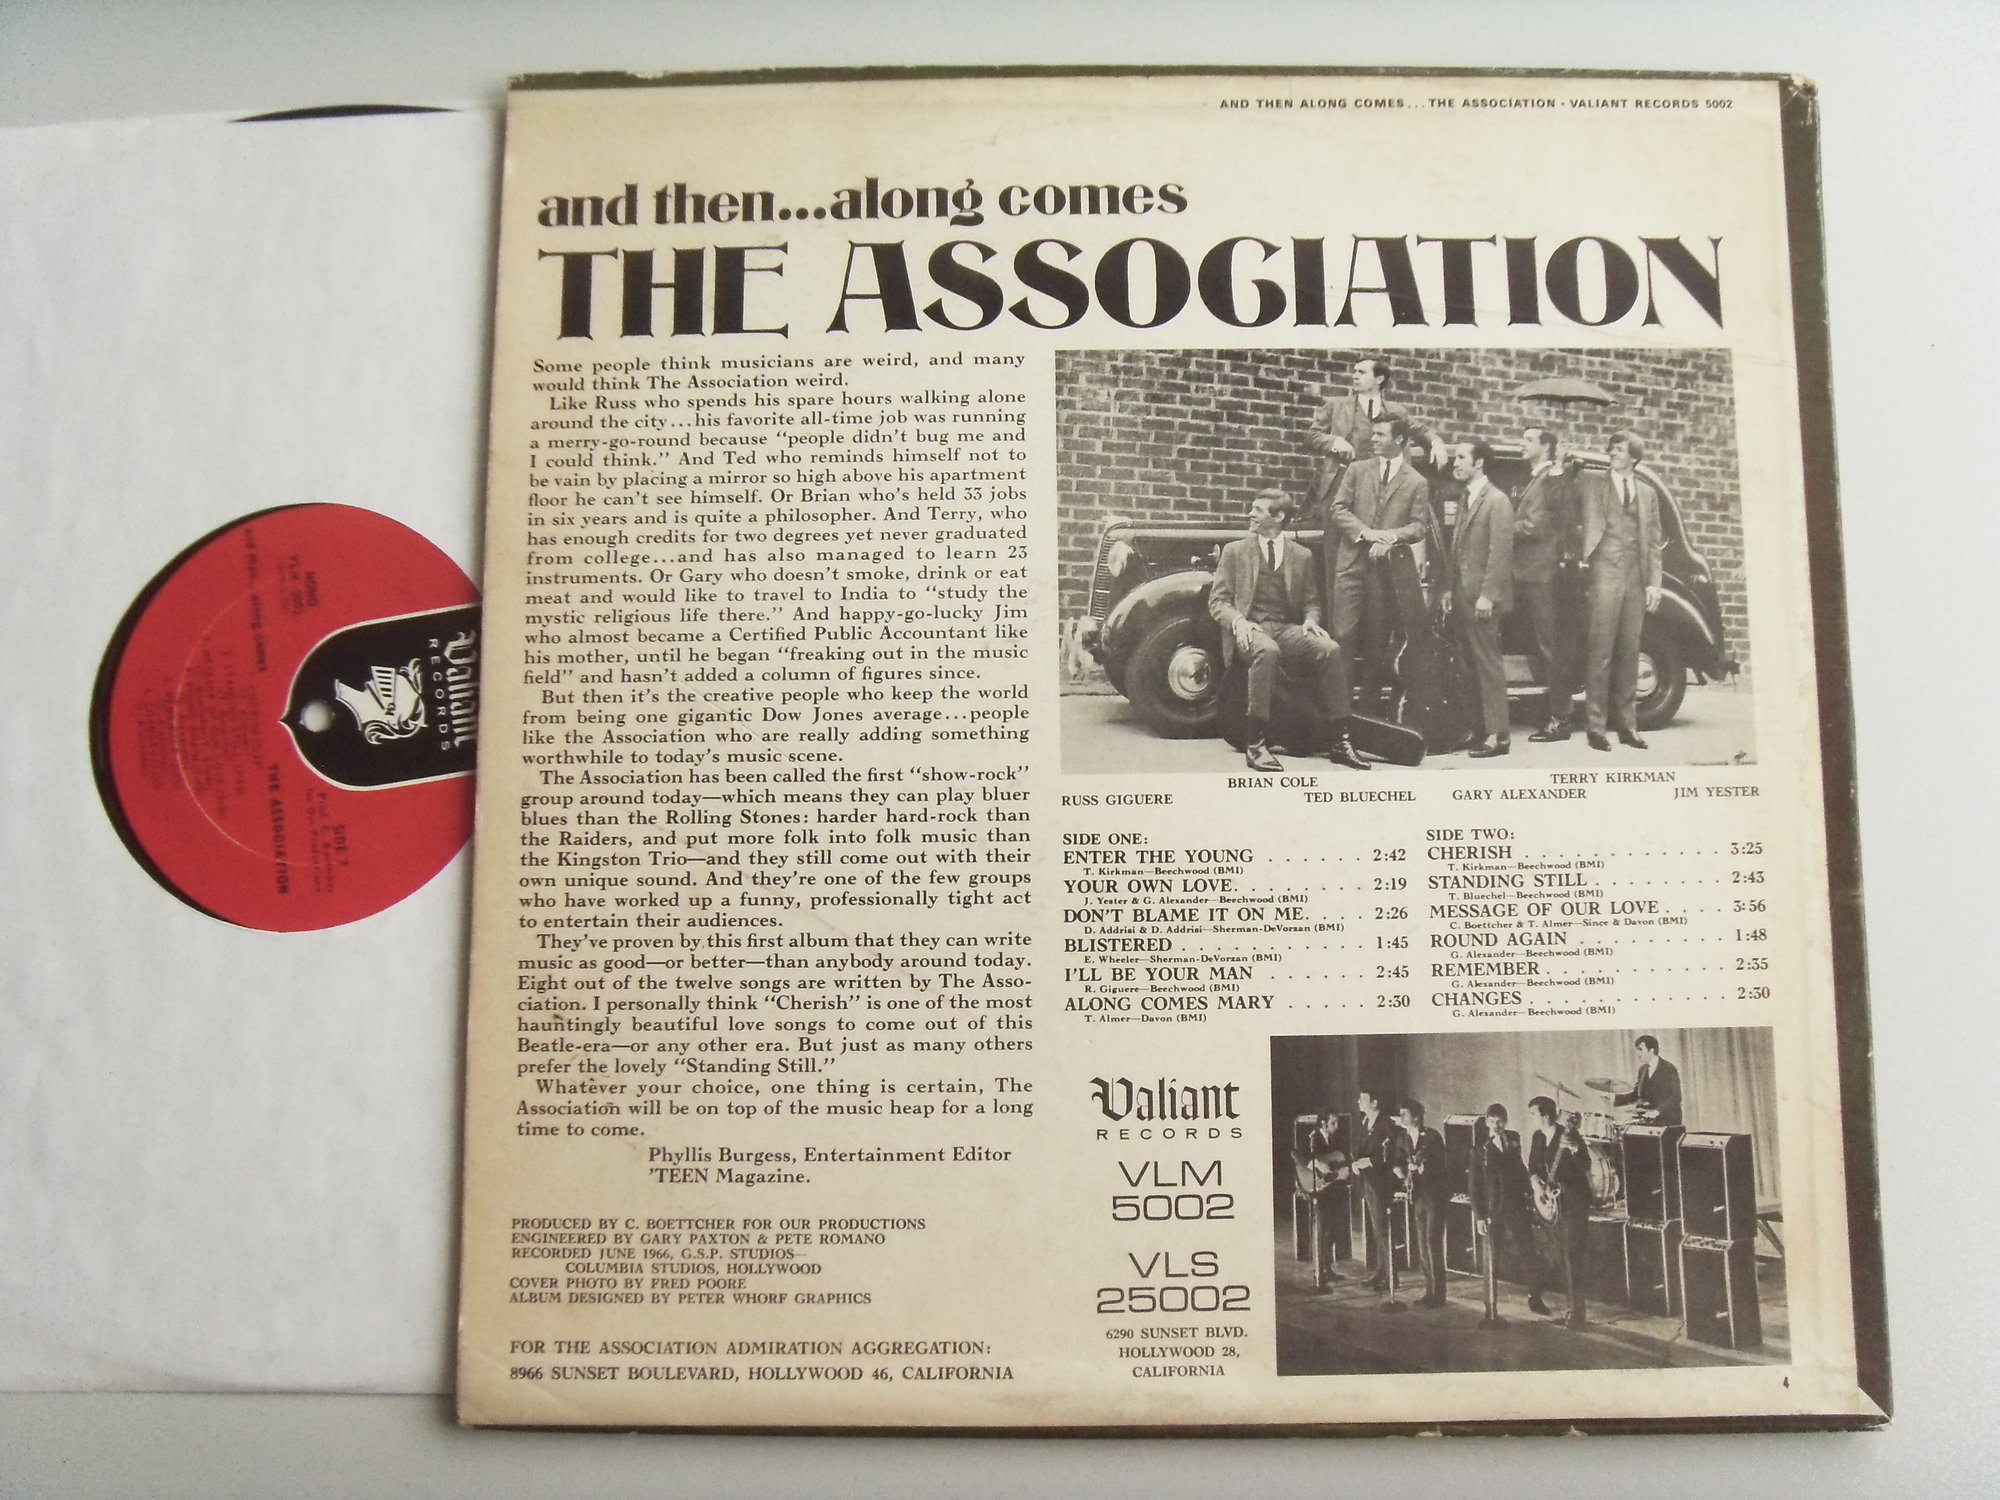 AND THEN ALONG COMES...THE ASSOCIATION • VALIANT RECORDS 5002
and then...along comes
THE ASSOCIATION
Some people think musicians are weird, and many
would think The Association weird.
Like Russ who spends his spare hours walking alone
around the city...his favorite all-time job was running
a merry-go-round because “people didn’t bug me and
I could think.” And Ted who reminds himself not to
be vain by placing a mirror so high above his apartment
floor he can’t see himself. Or Brian who’s held 33 jobs
in six years and is quite a philosopher. And Terry, who
has enough credits for two degrees yet never graduated
from college...and has also managed to learn 23
instruments. Or Gary who doesn’t smoke, drink or eat
meat and would like to travel to India to “study the
mystic religious life there.” And happy-go-lucky Jim
who almost became a Certified Public Accountant like
his mother, until he began “freaking out in the music
field” and hasn’t added a column of figures since.
But then it’s the creative people who keep the world
from being one gigantic Dow Jones average...people
like the Association who are really adding something
worthwhile to today’s music scene.
The Association has been called the first “show-rock”
group around today—which means they can play bluer
blues than the Rolling Stones: harder hard-rock than
the Raiders, and put more folk into folk music than
the Kingston Trio—and they still come out with their
own unique sound. And they’re one of the few groups
who have worked up a funny, professionally tight act
to entertain their audiences.
They’ve proven by this first album that they can write
music as good—or better—than anybody around today.
Eight out of the twelve songs are written by The Asso-
ciation. I personally think “Cherish” is one of the most
hauntingly beautiful love songs to come out of this
Beatle-era—or any other era. But just as many others
prefer the lovely “Standing Still.”
Whatever your choice, one thing is certain, The
Association will be on top of the music heap for a long
time to come.
Phyllis Burgess, Entertainment Editor
’TEEN Magazine.
PRODUCED BY C. BOETTCHER FOR OUR PRODUCTIONS
ENGINEERED BY GARY PAXTON & PETE ROMANO
RECORDED JUNE 1966, G.S.P. STUDIOS—
COLUMBIA STUDIOS, HOLLYWOOD
COVER PHOTO BY FRED POORE
ALBUM DESIGNED BY PETER WHORF GRAPHICS
FOR THE ASSOCIATION ADMIRATION AGGREGATION:
8966 SUNSET BOULEVARD, HOLLYWOOD 46, CALIFORNIA
BRIAN COLE TERRY KIRKMAN
RUSS GIGUERE TED BLUECHEL GARY ALEXANDER JIM YESTER
SIDE ONE:
ENTER THE YOUNG . . . . . . 2:42
T. Kirkman—Beechwood (BMI)
YOUR OWN LOVE. . . . . . . . 2:19
J. Yester & G. Alexander—Beechwood (BMI)
DON’T BLAME IT ON ME. . . . 2:26
D. Addrisi & D. Addrisi—Sherman-DeVorzan (BMI)
BLISTERED . . . . . . . . . . . 1:45
E. Wheeler—Sherman-DeVorzan (BMI)
I’LL BE YOUR MAN . . . . . . 2:45
R. Giguere—Beechwood (BMI)
ALONG COMES MARY . . . . . 2:30
T. Almer—Davon (BMI)
SIDE TWO:
CHERISH . . . . . . . . . . . . 3:25
T. Kirkman—Beechwood (BMI)
STANDING STILL . . . . . . . . 2:43
T. Bluechel—Beechwood (BMI)
MESSAGE OF OUR LOVE . . . . 3:56
C. Boettcher & T. Almer—Since & Davon (BMI)
ROUND AGAIN . . . . . . . . . 1:48
G. Alexander—Beechwood (BMI)
REMEMBER . . . . . . . . . . . 2:35
G. Alexander—Beechwood (BMI)
CHANGES . . . . . . . . . . . . 2:30
G. Alexander—Beechwood (BMI)
Valiant
RECORDS
VLM
5002
VLS
25002
6290 SUNSET BLVD.
HOLLYWOOD 28,
CALIFORNIA
4
Valiant
RECORDS
MONO
and then... along comes
THE ASSOCIATION
SIDE 2